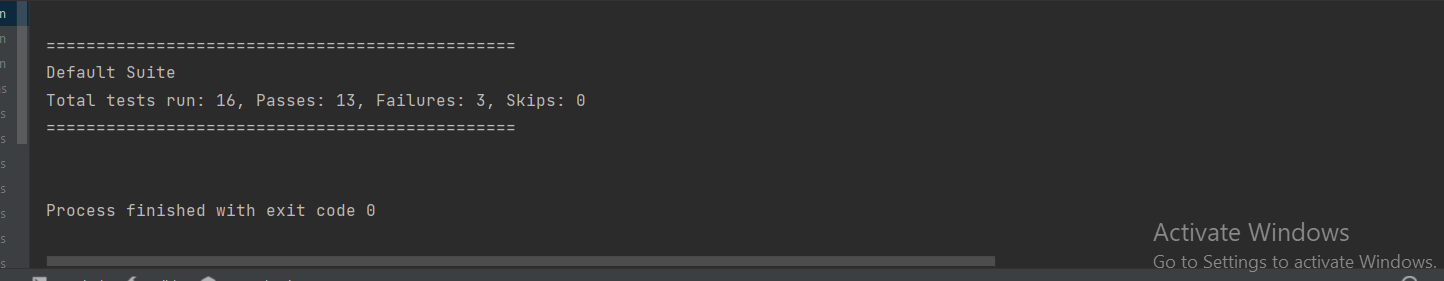 ===============================================
Default Suite
Total tests run: 16, Passes: 13, Failures: 3, Skips: 0
===============================================
Process finished with exit code 0
Activate Windows
Go to Settings to activate Windows.